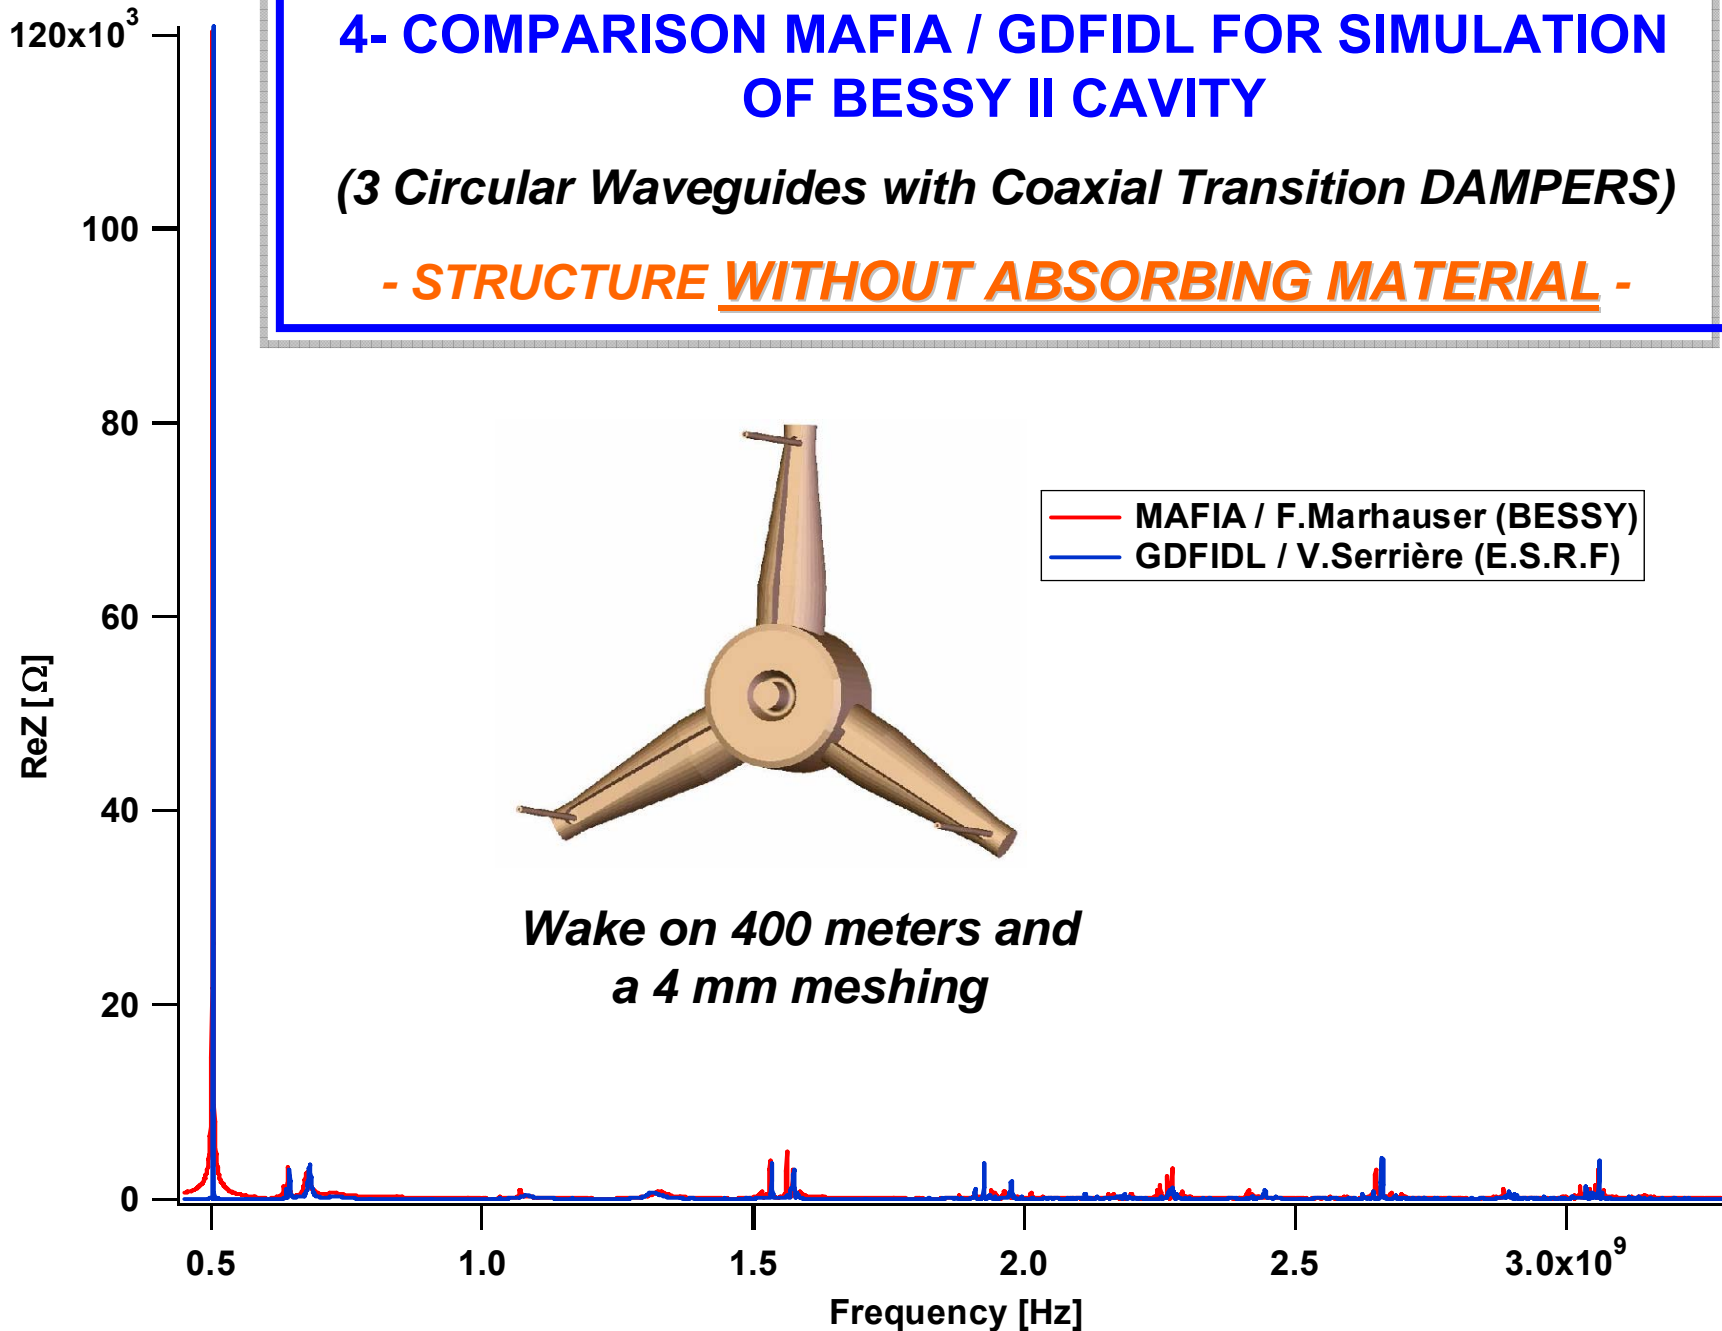 4- COMPARISON MAFIA / GDFIDL FOR SIMULATION
OF BESSY II CAVITY
(3 Circular Waveguides with Coaxial Transition DAMPERS)
- STRUCTURE WITHOUT ABSORBING MATERIAL -
120x10³
100
80
60
40
20
0
ReZ [Ω]
MAFIA / F.Marhauser (BESSY)
GDFIDL / V.Serrière (E.S.R.F)
Wake on 400 meters and
a 4 mm meshing
0.5
1.0
1.5
2.0
2.5
3.0x10⁹
Frequency [Hz]